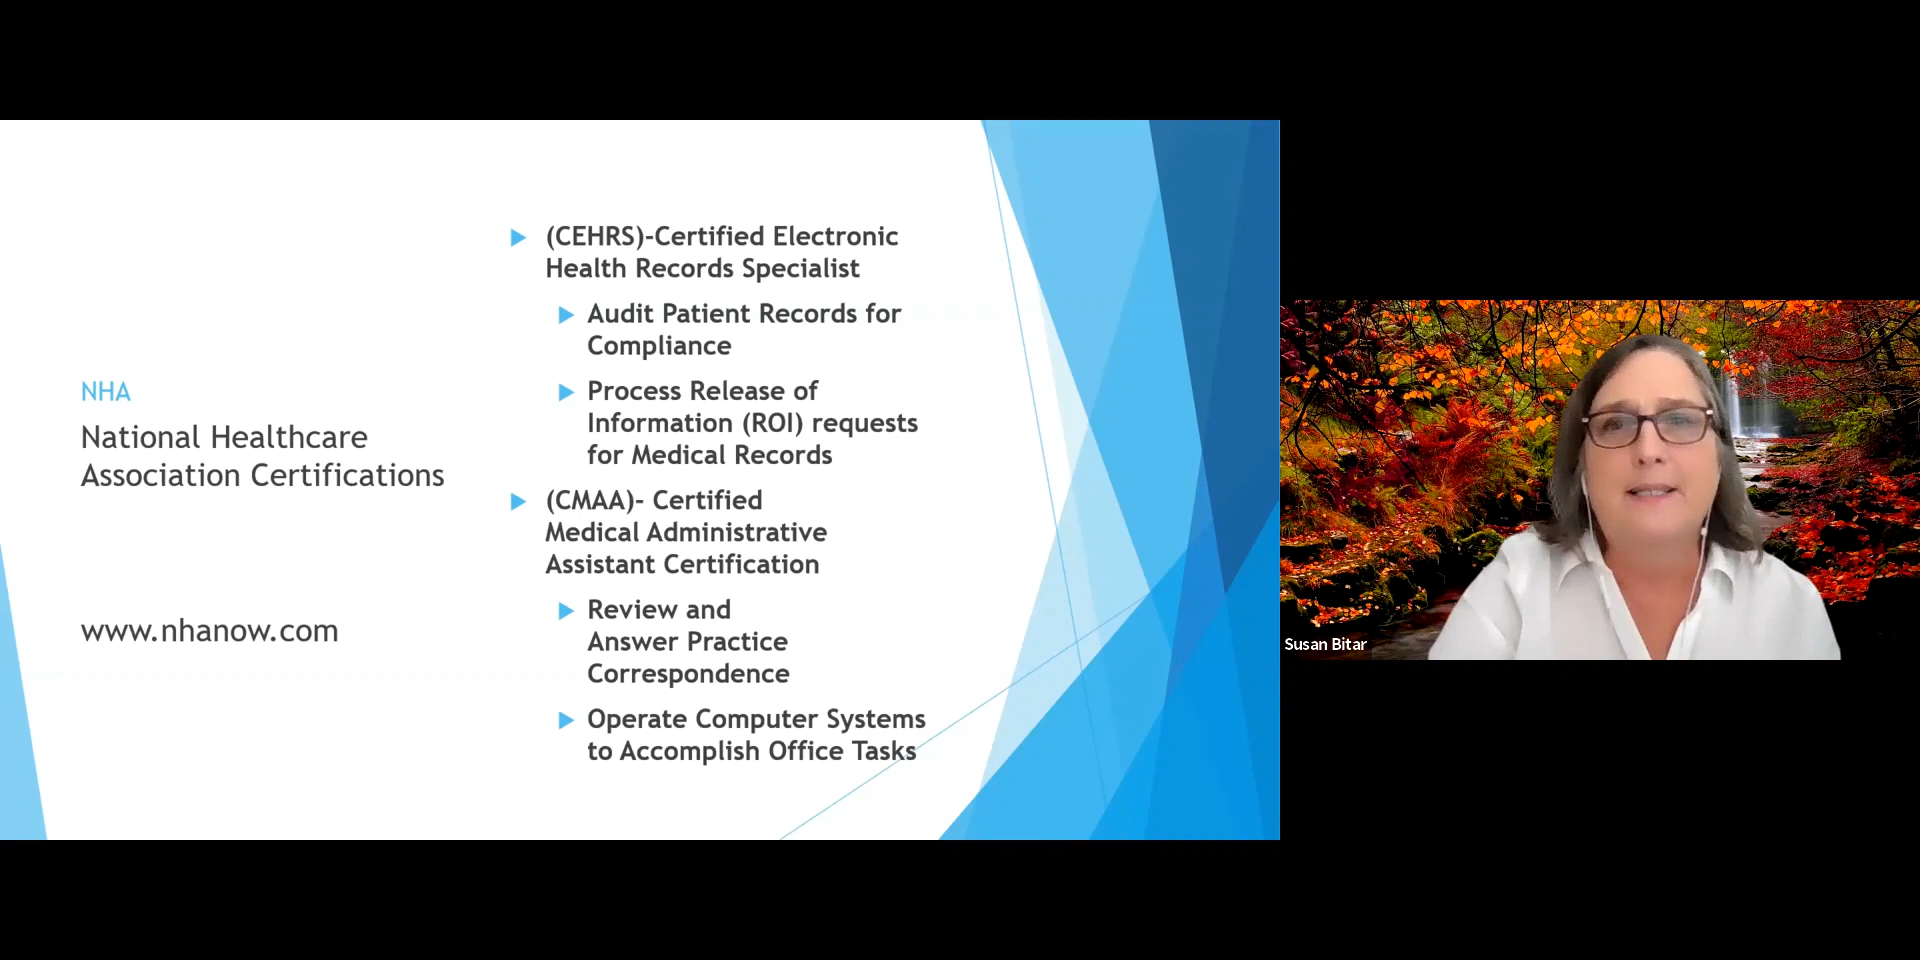 NHA
National Healthcare
Association Certifications
www.nhanow.com
(CEHRS)-Certified Electronic
Health Records Specialist
Audit Patient Records for
Compliance
Process Release of
Information (ROI) requests
for Medical Records
(CMAA)- Certified
Medical Administrative
Assistant Certification
Review and
Answer Practice
Correspondence
Operate Computer Systems
to Accomplish Office Tasks
Susan Bitar